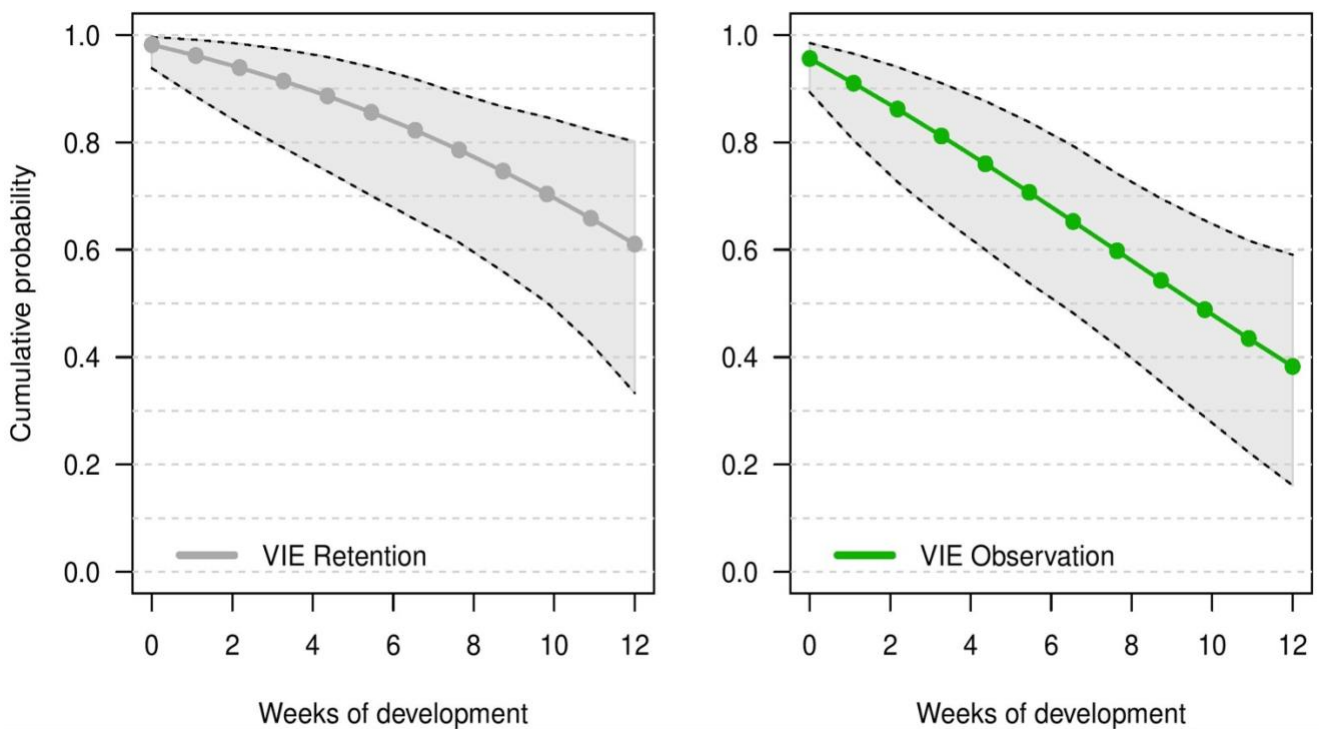 Cumulative probability
1.0
0.8
0.6
0.4
0.2
0.0
VIE Retention
0 2 4 6 8 10 12
Weeks of development
1.0
0.8
0.6
0.4
0.2
0.0
VIE Observation
0 2 4 6 8 10 12
Weeks of development